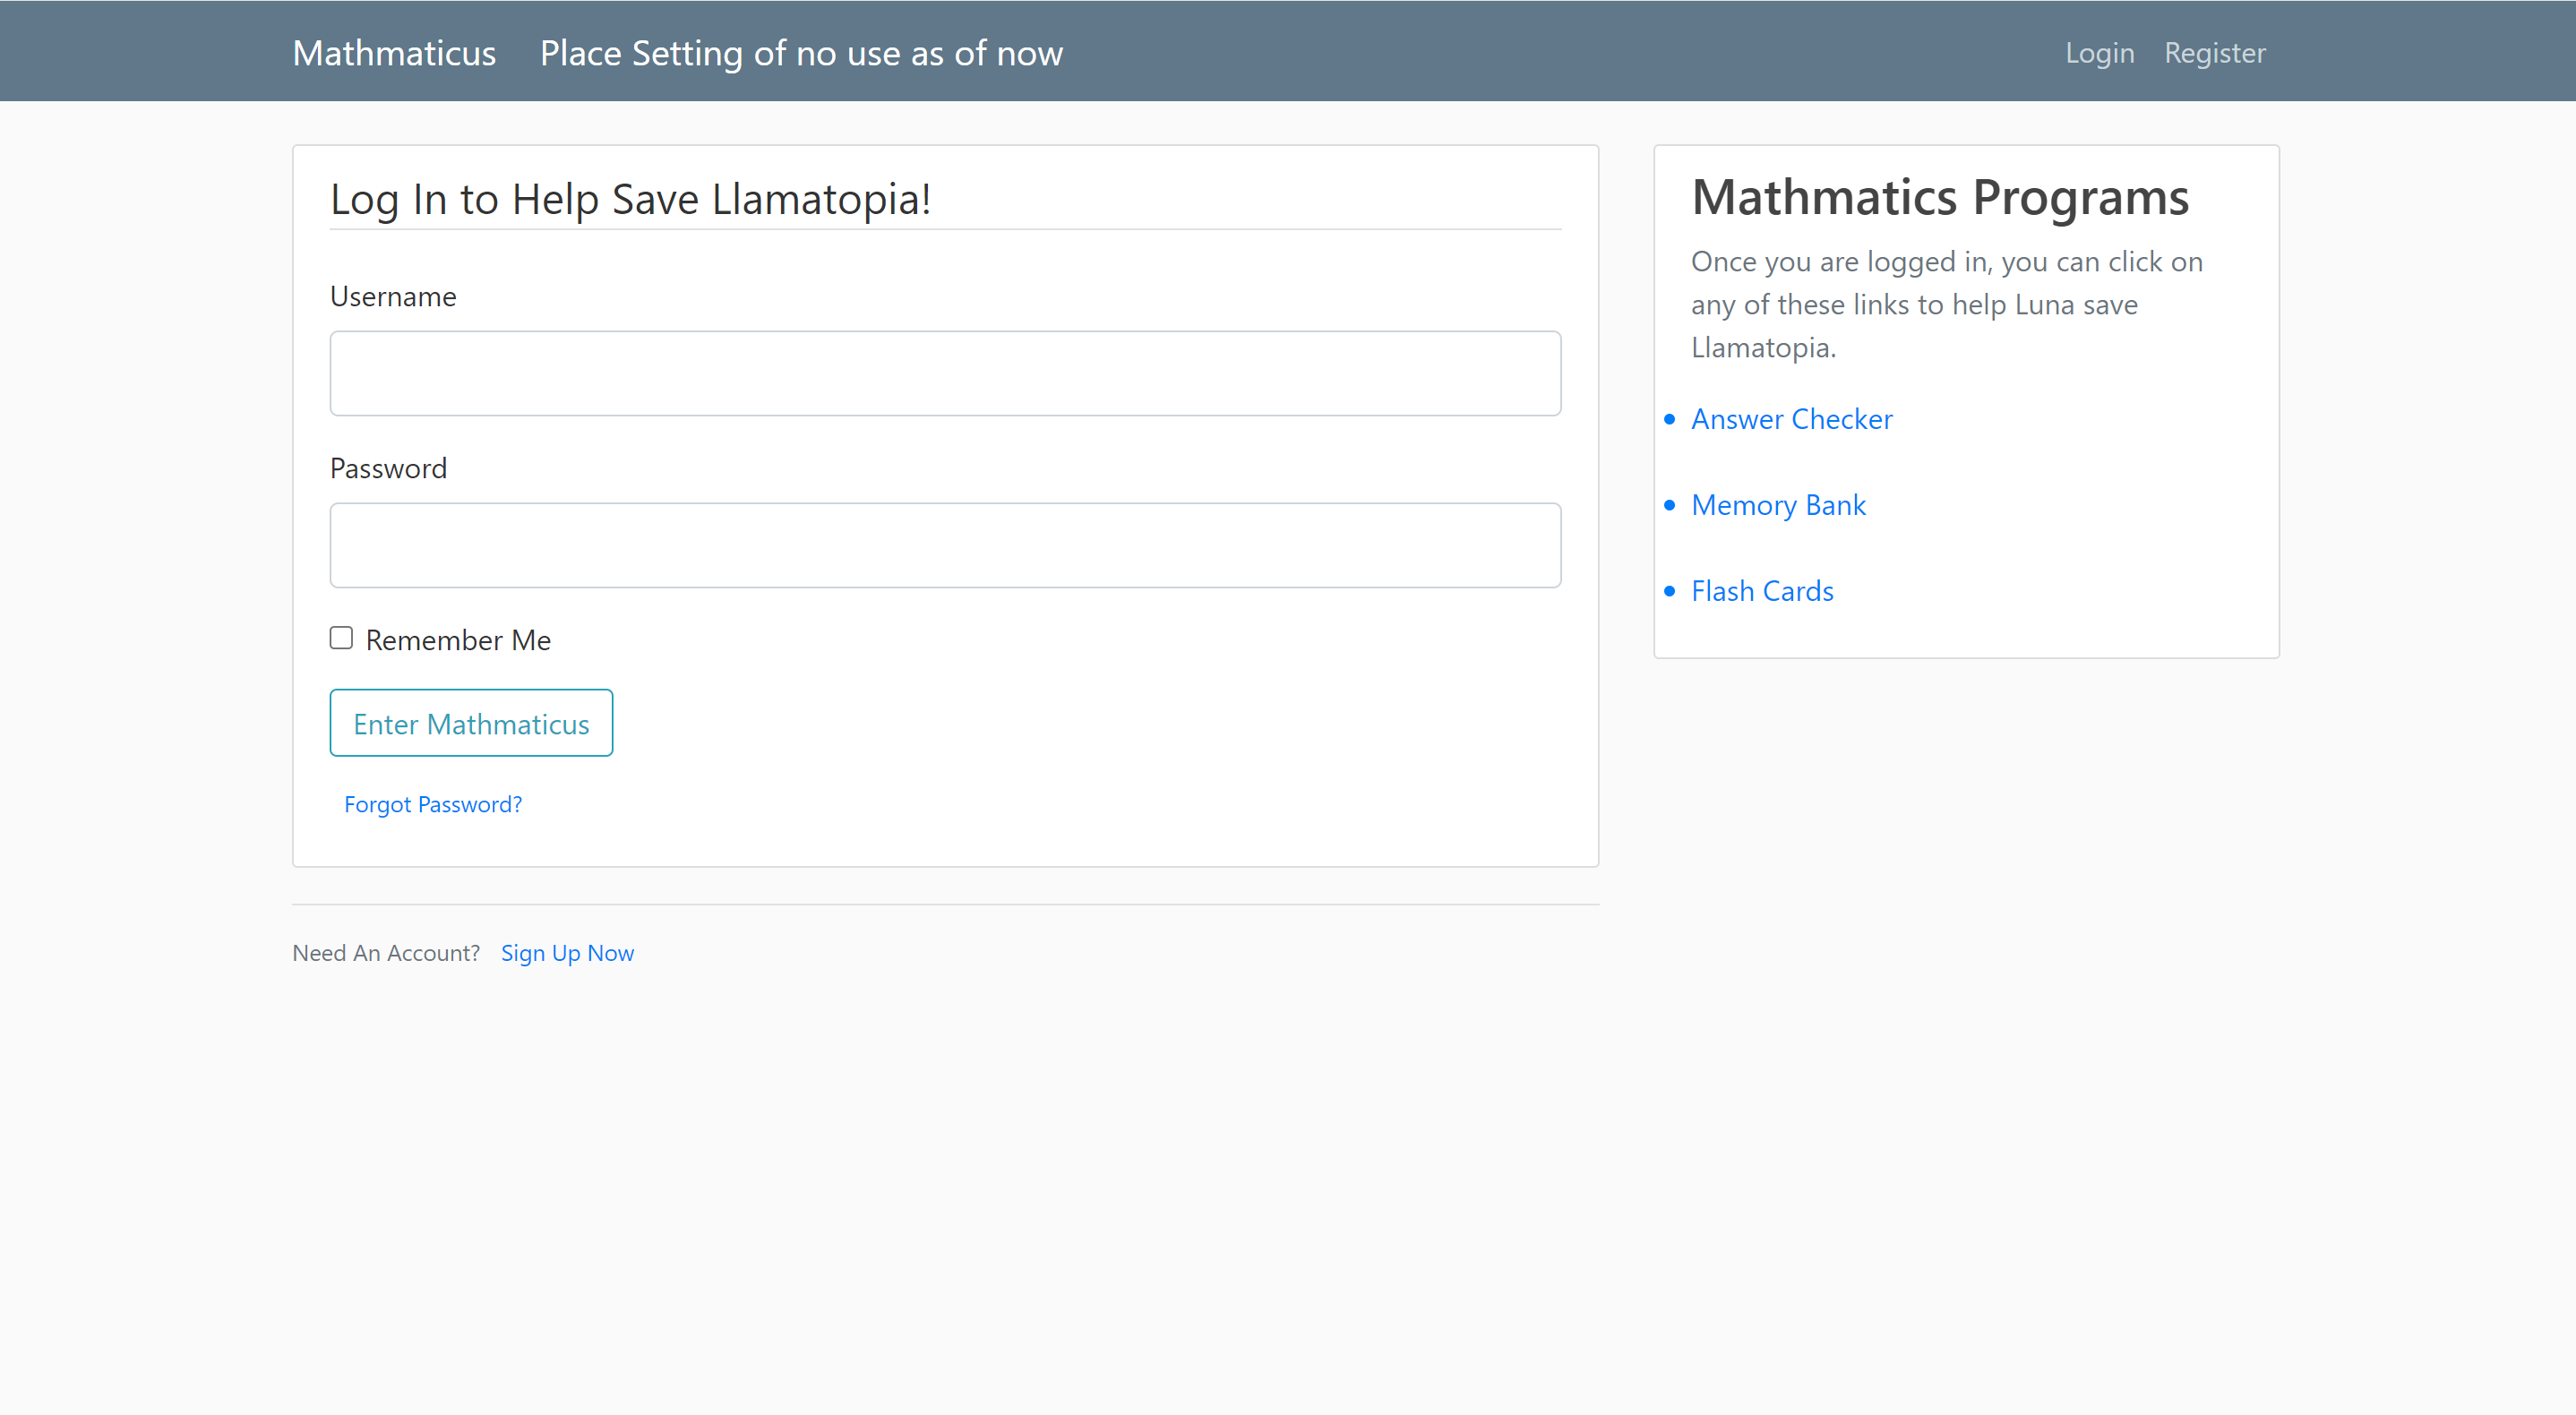 Mathmaticus Place Setting of no use as of now Login Register
Log In to Help Save Llamatopia!
Username
Password
Remember Me
Enter Mathmaticus
Forgot Password?
Need An Account? Sign Up Now
Mathmatics Programs
Once you are logged in, you can click on
any of these links to help Luna save
Llamatopia.
Answer Checker
Memory Bank
Flash Cards